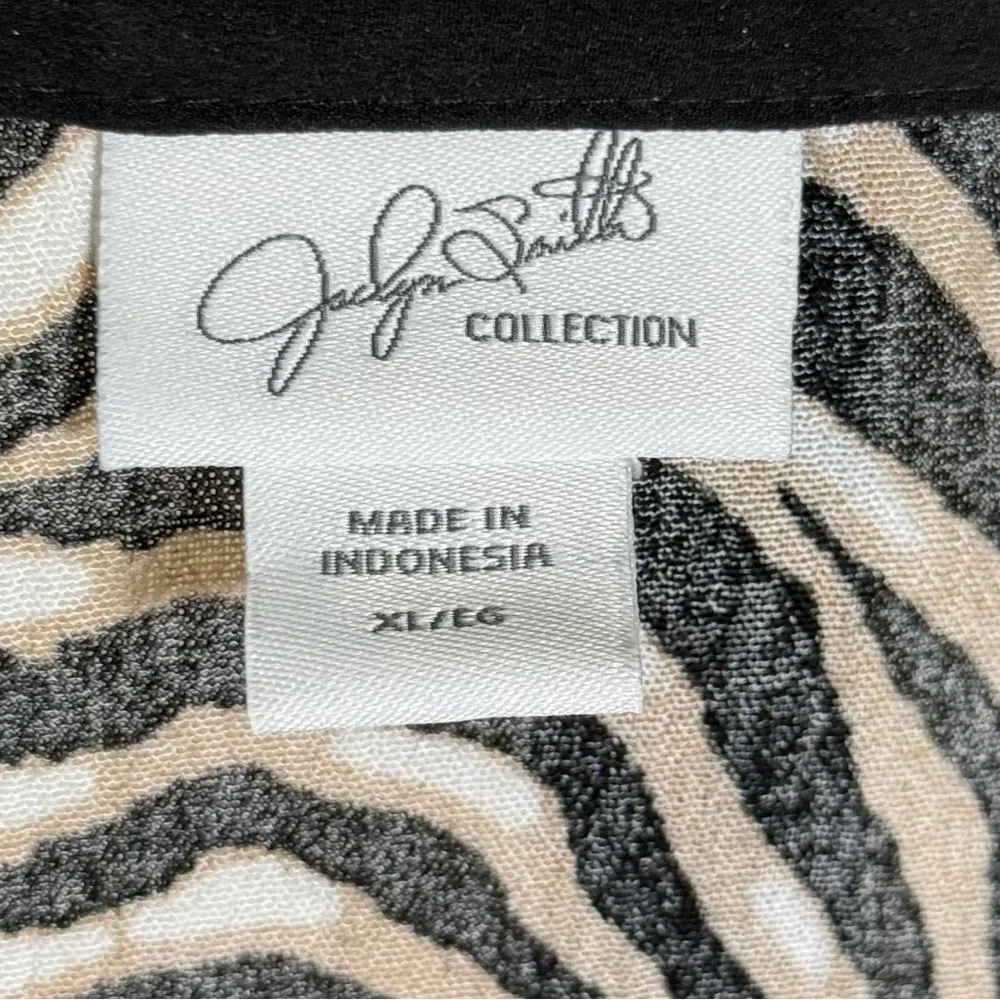 Jaclyn Smith
COLLECTION
MADE IN
INDONESIA
XL/EG